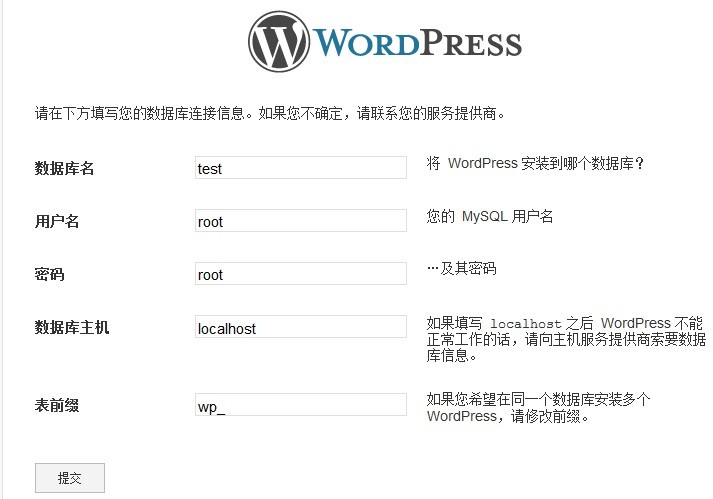 WORDPRESS
请在下方填写您的数据库连接信息。如果您不确定，请联系您的服务提供商。
数据库名 test 将 WordPress 安装到哪个数据库？
用户名 root 您的 MySQL 用户名
密码 root …及其密码
数据库主机 localhost 如果填写 localhost 之后 WordPress 不能
正常工作的话，请向主机服务提供商索要数据
库信息。
表前缀 wp_ 如果您希望在同一个数据库安装多个
WordPress，请修改前缀。
提交